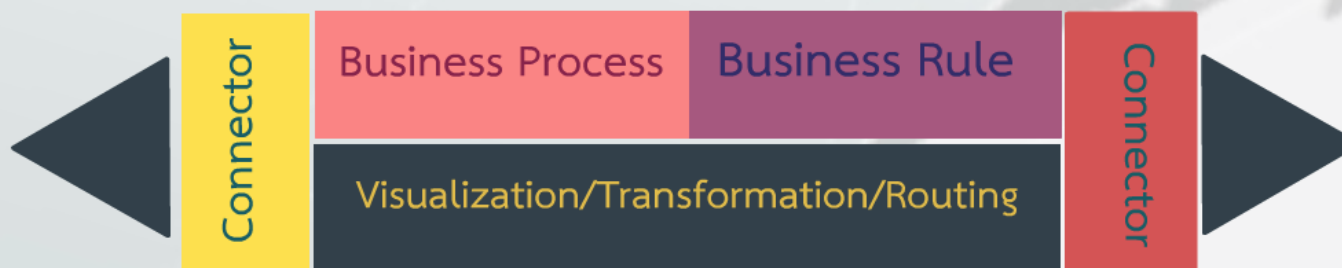 Connector
Business Process
Business Rule
Connector
Visualization/Transformation/Routing